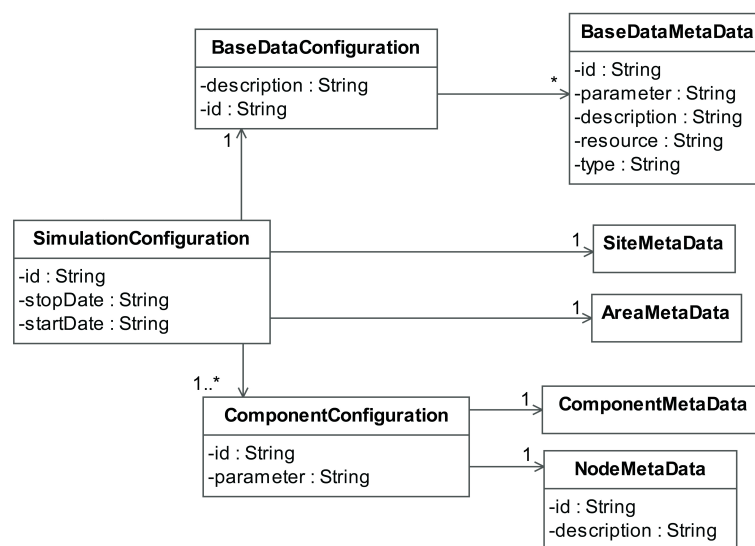 BaseDataConfiguration
-description : String
-id : String
1
*
BaseDataMetaData
-id : String
-parameter : String
-description : String
-resource : String
-type : String
SimulationConfiguration
-id : String
-stopDate : String
-startDate : String
1
SiteMetaData
1
AreaMetaData
1..*
ComponentConfiguration
-id : String
-parameter : String
1
ComponentMetaData
1
NodeMetaData
-id : String
-description : String